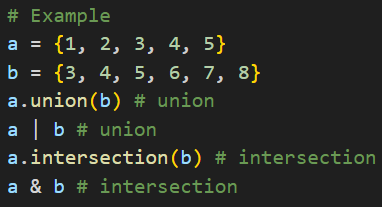 # Example
a = {1, 2, 3, 4, 5}
b = {3, 4, 5, 6, 7, 8}
a.union(b) # union
a | b # union
a.intersection(b) # intersection
a & b # intersection